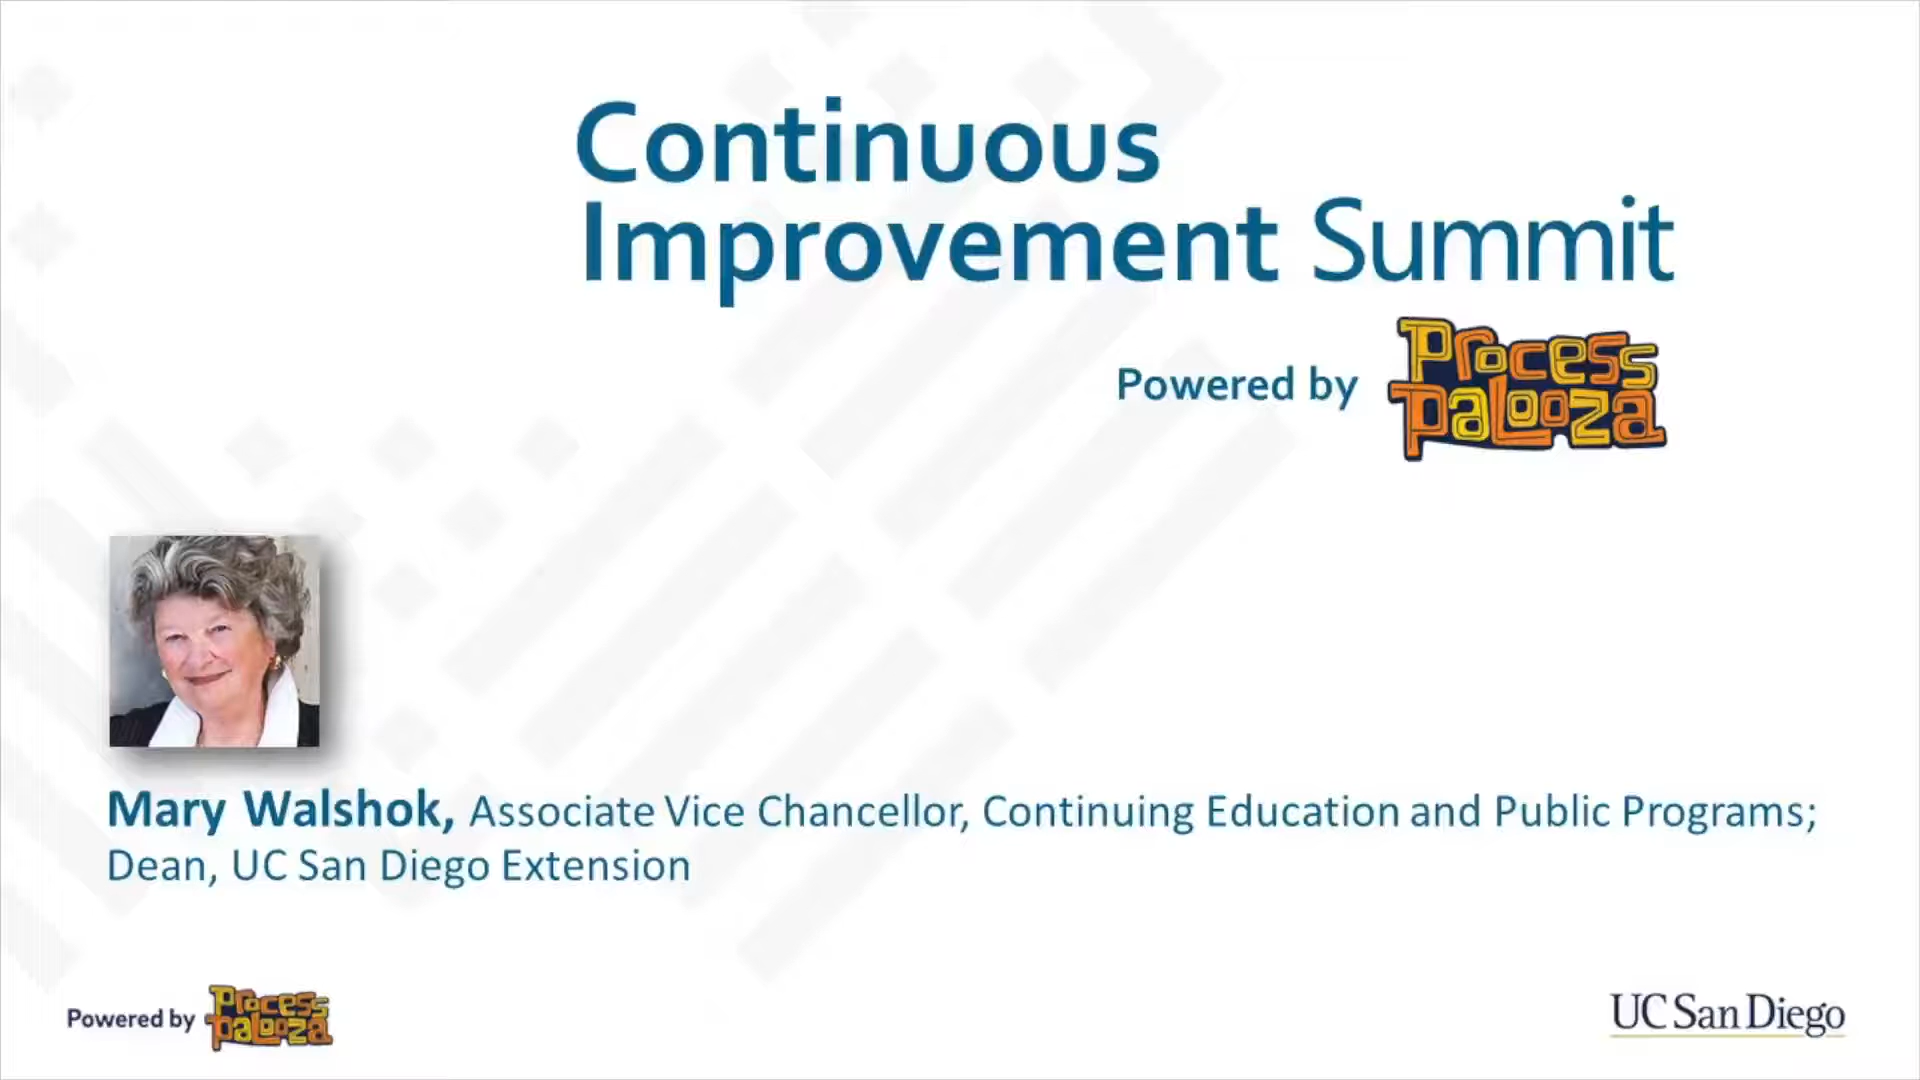 Continuous
Improvement Summit
Powered by
Process
Palooza
Mary Walshok, Associate Vice Chancellor, Continuing Education and Public Programs;
Dean, UC San Diego Extension
Powered by
Process
Palooza
UC San Diego